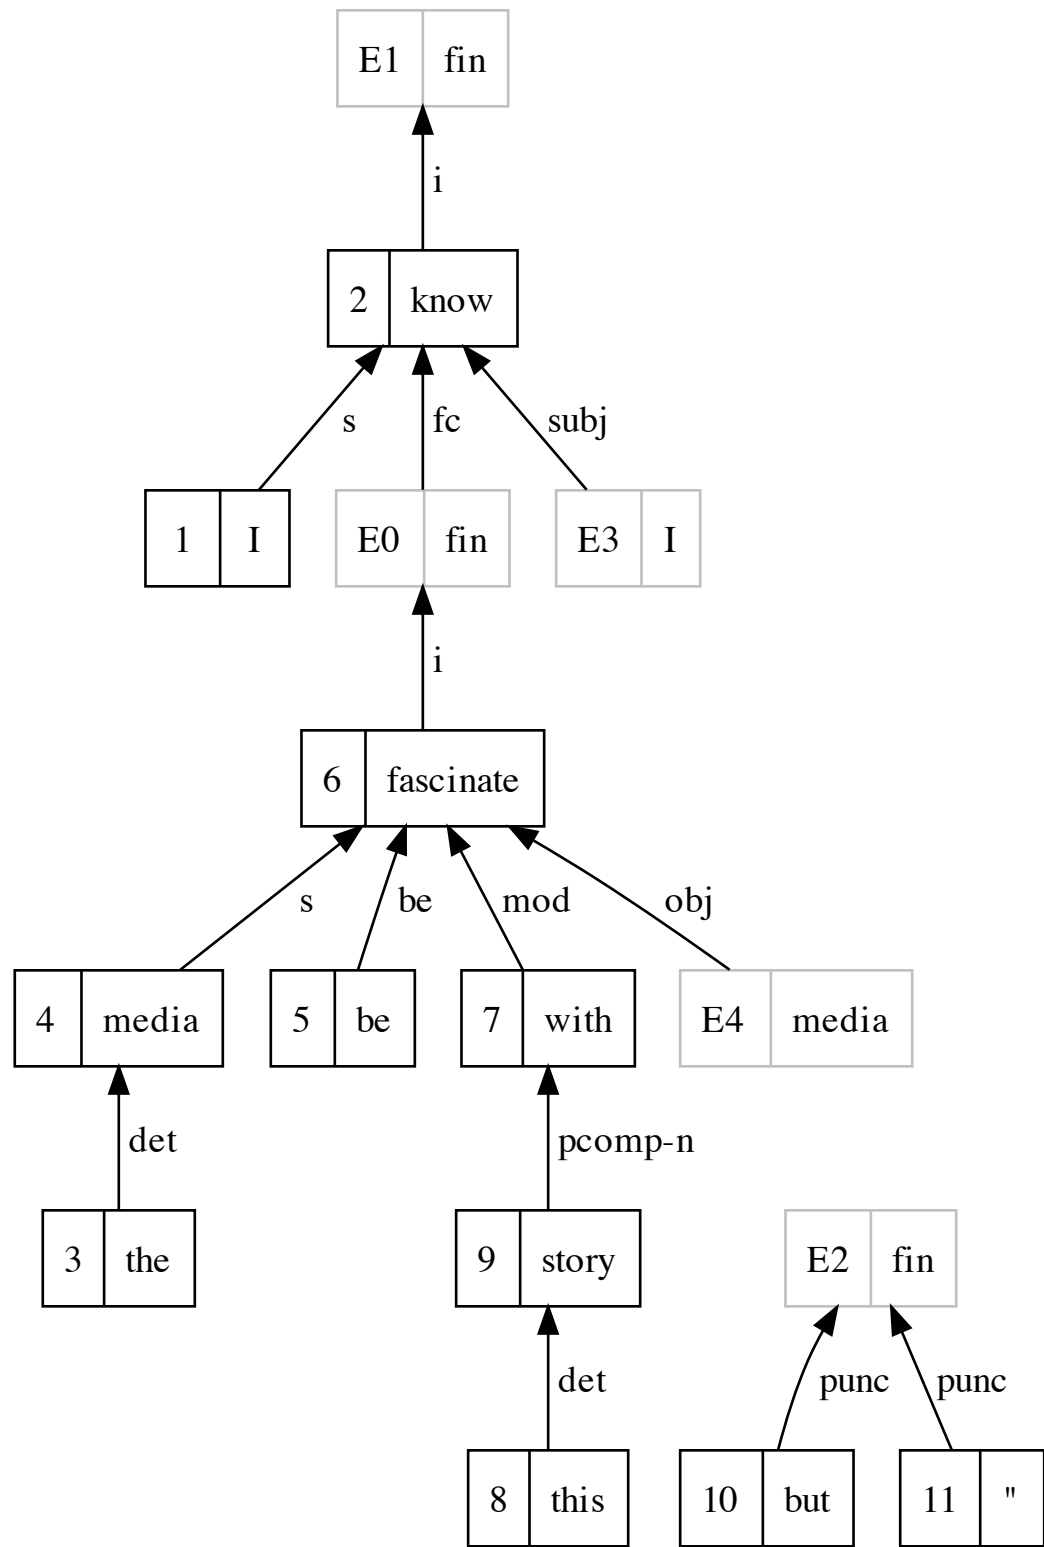 E1 fin
i
2 know
s fc subj
1 I E0 fin E3 I
i
6 fascinate
s be mod obj
4 media 5 be 7 with E4 media
det pcomp-n
3 the 9 story E2 fin
det punc punc
8 this 10 but 11 "